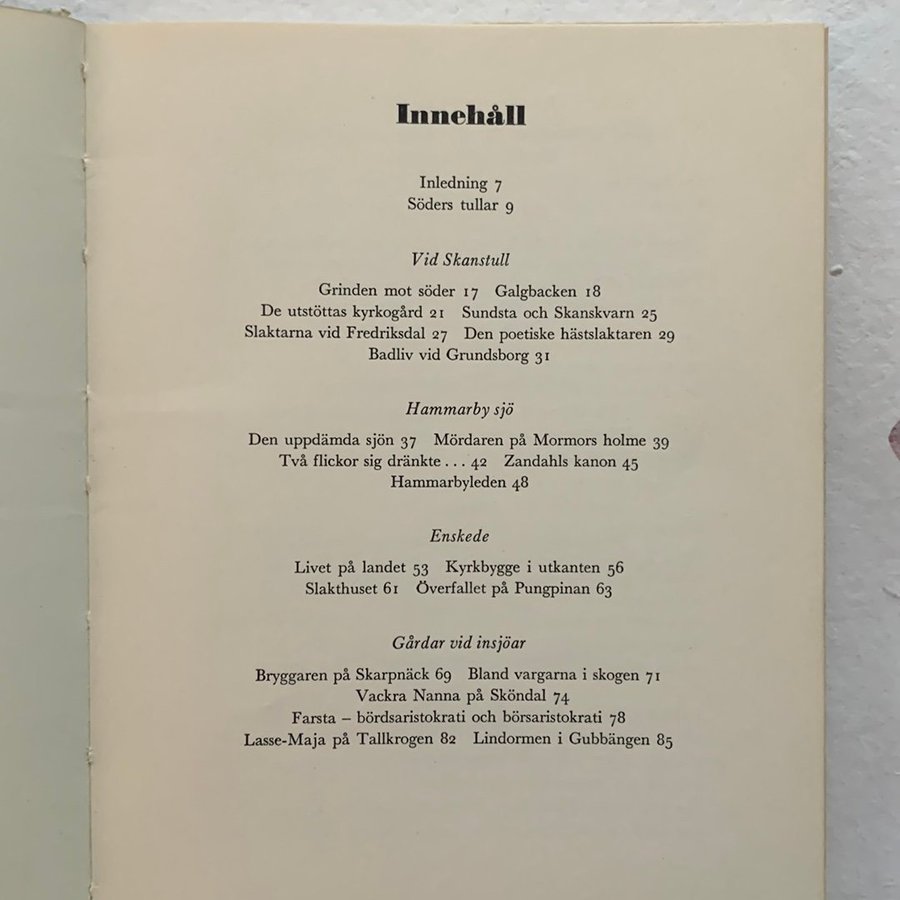 Innehåll
Inledning 7
Söders tullar 9
Vid Skanstull
Grinden mot söder 17 Galgbacken 18
De utstöttas kyrkogård 21 Sundsta och Skanskvarn 25
Slaktarna vid Fredriksdal 27 Den poetiske hästslaktaren 29
Badliv vid Grundsborg 31
Hammarby sjö
Den uppdämda sjön 37 Mördaren på Mormors holme 39
Två flickor sig dränkte... 42 Zandahls kanon 45
Hammarbyleden 48
Enskede
Livet på landet 53 Kyrkbygge i utkanten 56
Slakthuset 61 Överfallet på Pungpinan 63
Gårdar vid insjöar
Bryggaren på Skarpnäck 69 Bland vargarna i skogen 71
Vackra Nanna på Sköndal 74
Farsta – bördsaristokrati och börsaristokrati 78
Lasse-Maja på Tallkrogen 82 Lindormen i Gubbängen 85